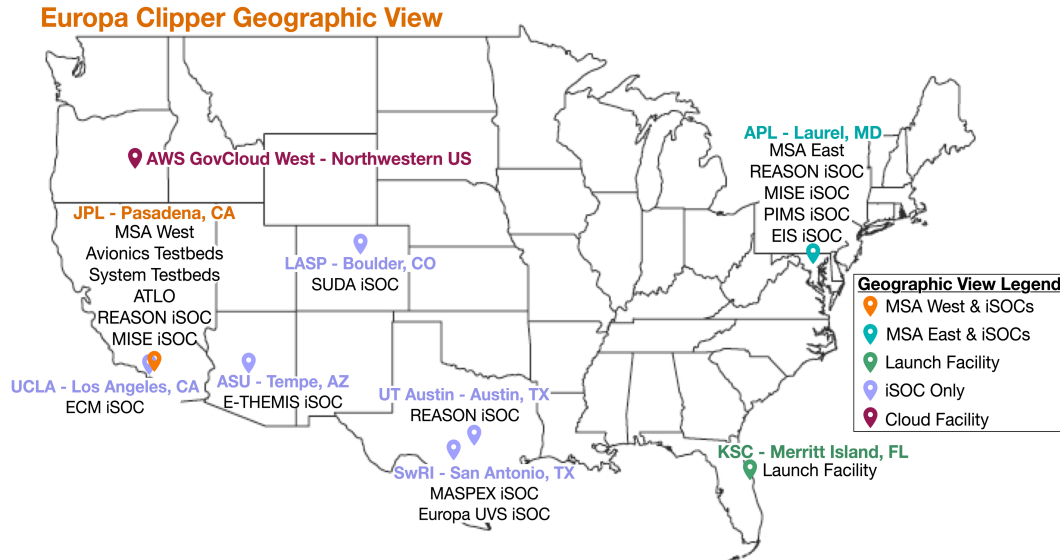 Europa Clipper Geographic View
AWS GovCloud West - Northwestern US
JPL - Pasadena, CA
MSA West
Avionics Testbeds
System Testbeds
ATLO
REASON iSOC
MISE iSOC
UCLA - Los Angeles, CA
ECM iSOC
LASP - Boulder, CO
SUDA iSOC
ASU - Tempe, AZ
E-THEMIS iSOC
UT Austin - Austin, TX
REASON iSOC
SwRI - San Antonio, TX
MASPEX iSOC
Europa UVS iSOC
APL - Laurel, MD
MSA East
REASON iSOC
MISE iSOC
PIMS iSOC
EIS iSOC
KSC - Merritt Island, FL
Launch Facility
Geographic View Legend
MSA West & iSOCs
MSA East & iSOCs
Launch Facility
iSOC Only
Cloud Facility